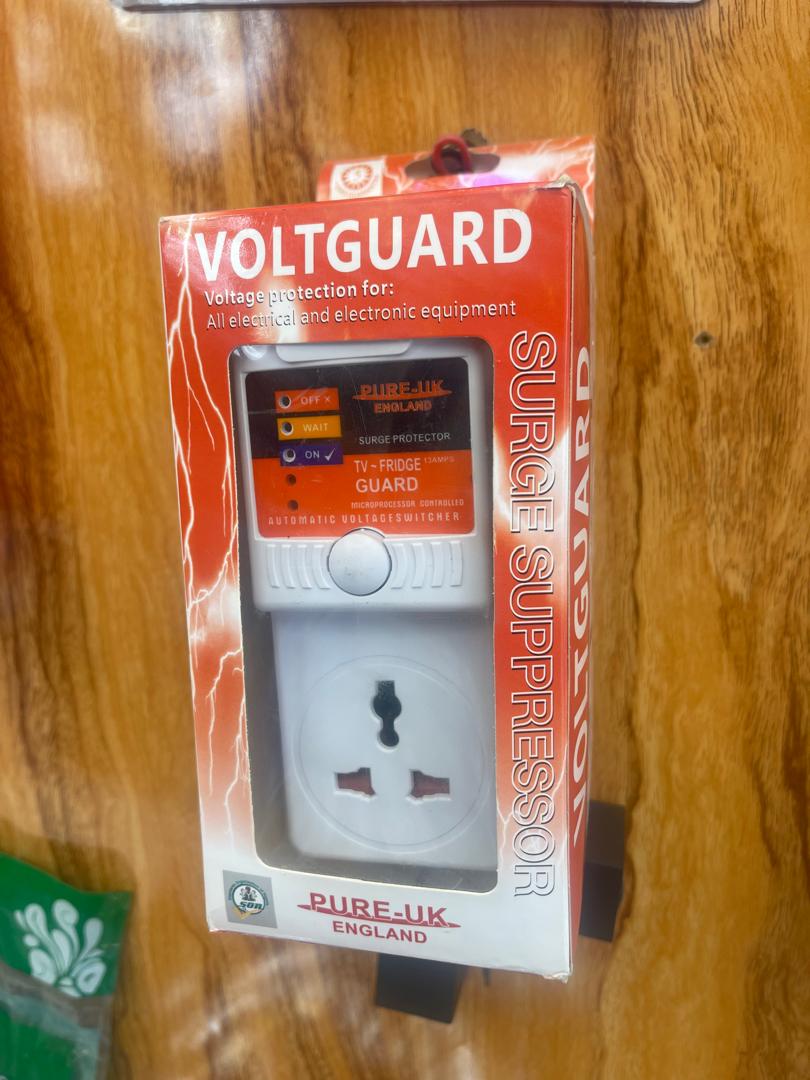 VOLTGUARD
Voltage protection for:
All electrical and electronic equipment
OFF ×
WAIT
ON ✓
PURE-UK
ENGLAND
SURGE PROTECTOR
TV ~ FRIDGE 13AMPS
GUARD
MICROPROCESSOR CONTROLLED
AUTOMATIC VOLTAGESWITCHER
SURGE SUPPRESSOR
VOLTGUARD
SON
PURE-UK
ENGLAND